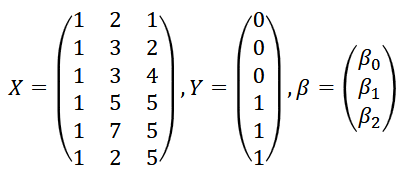 X = (1 2 1; 1 3 2; 1 3 4; 1 5 5; 1 7 5; 1 2 5), Y = (0; 0; 0; 1; 1; 1), β = (β₀; β₁; β₂)